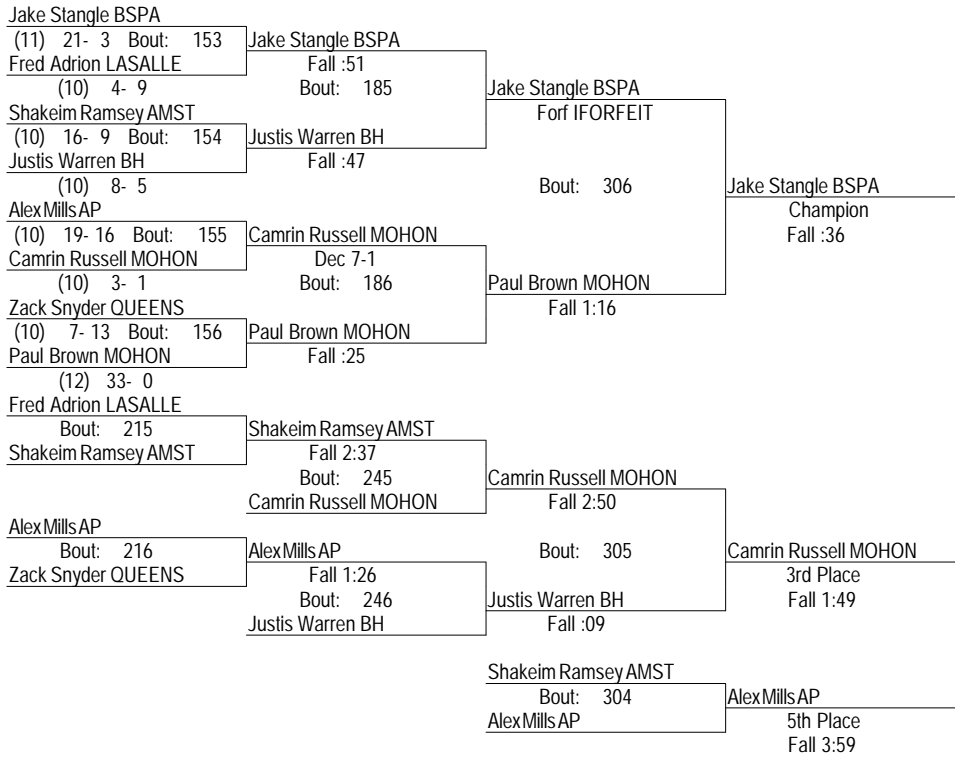 Jake Stangle BSPA
(11) 21- 3 Bout: 153 Jake Stangle BSPA
Fred Adrion LASALLE Fall :51
(10) 4- 9 Bout: 185 Jake Stangle BSPA
Shakeim Ramsey AMST Forf IFORFEIT
(10) 16- 9 Bout: 154 Justis Warren BH
Justis Warren BH Fall :47
(10) 8- 5 Bout: 306 Jake Stangle BSPA
Alex Mills AP Champion
(10) 19- 16 Bout: 155 Camrin Russell MOHON Fall :36
Camrin Russell MOHON Dec 7-1
(10) 3- 1 Bout: 186 Paul Brown MOHON
Zack Snyder QUEENS Fall 1:16
(10) 7- 13 Bout: 156 Paul Brown MOHON
Paul Brown MOHON Fall :25
(12) 33- 0
Fred Adrion LASALLE
Bout: 215 Shakeim Ramsey AMST
Shakeim Ramsey AMST Fall 2:37
Bout: 245 Camrin Russell MOHON
Camrin Russell MOHON Fall 2:50
Alex Mills AP
Bout: 216 Alex Mills AP Bout: 305 Camrin Russell MOHON
Zack Snyder QUEENS Fall 1:26 3rd Place
Bout: 246 Justis Warren BH Fall 1:49
Justis Warren BH Fall :09
Shakeim Ramsey AMST
Bout: 304 Alex Mills AP
Alex Mills AP 5th Place
Fall 3:59